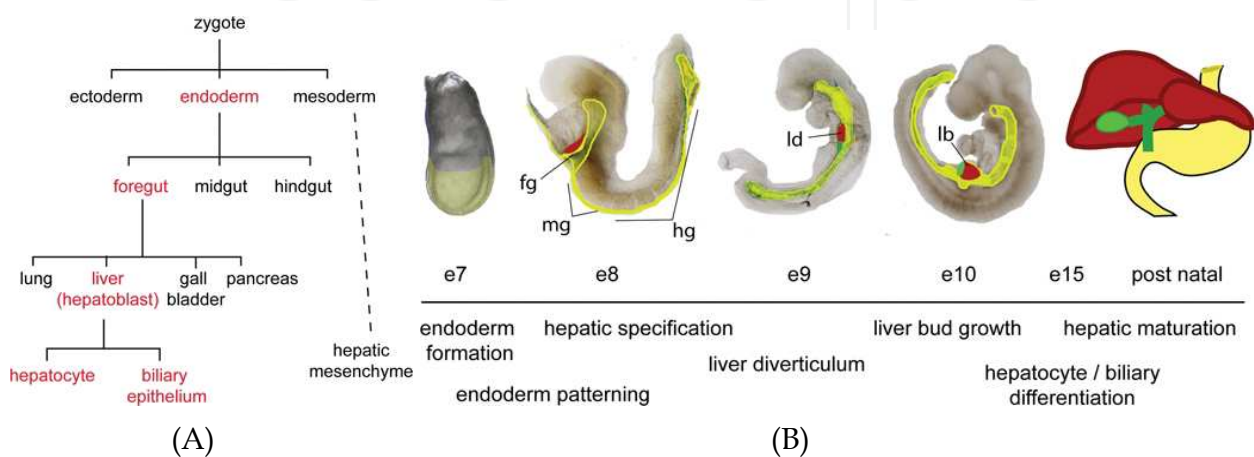 zygote
ectoderm endoderm mesoderm
foregut midgut hindgut
lung liver (hepatoblast) gall bladder pancreas
hepatocyte biliary epithelium hepatic mesenchyme
(A)
fg
mg
hg
ld
lb
e7 e8 e9 e10 e15 post natal
endoderm formation
hepatic specification
liver bud growth
hepatic maturation
liver diverticulum
endoderm patterning
hepatocyte / biliary differentiation
(B)